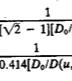 1
[√2 − 1][D₀/
1
0.414[D₀/D(u,